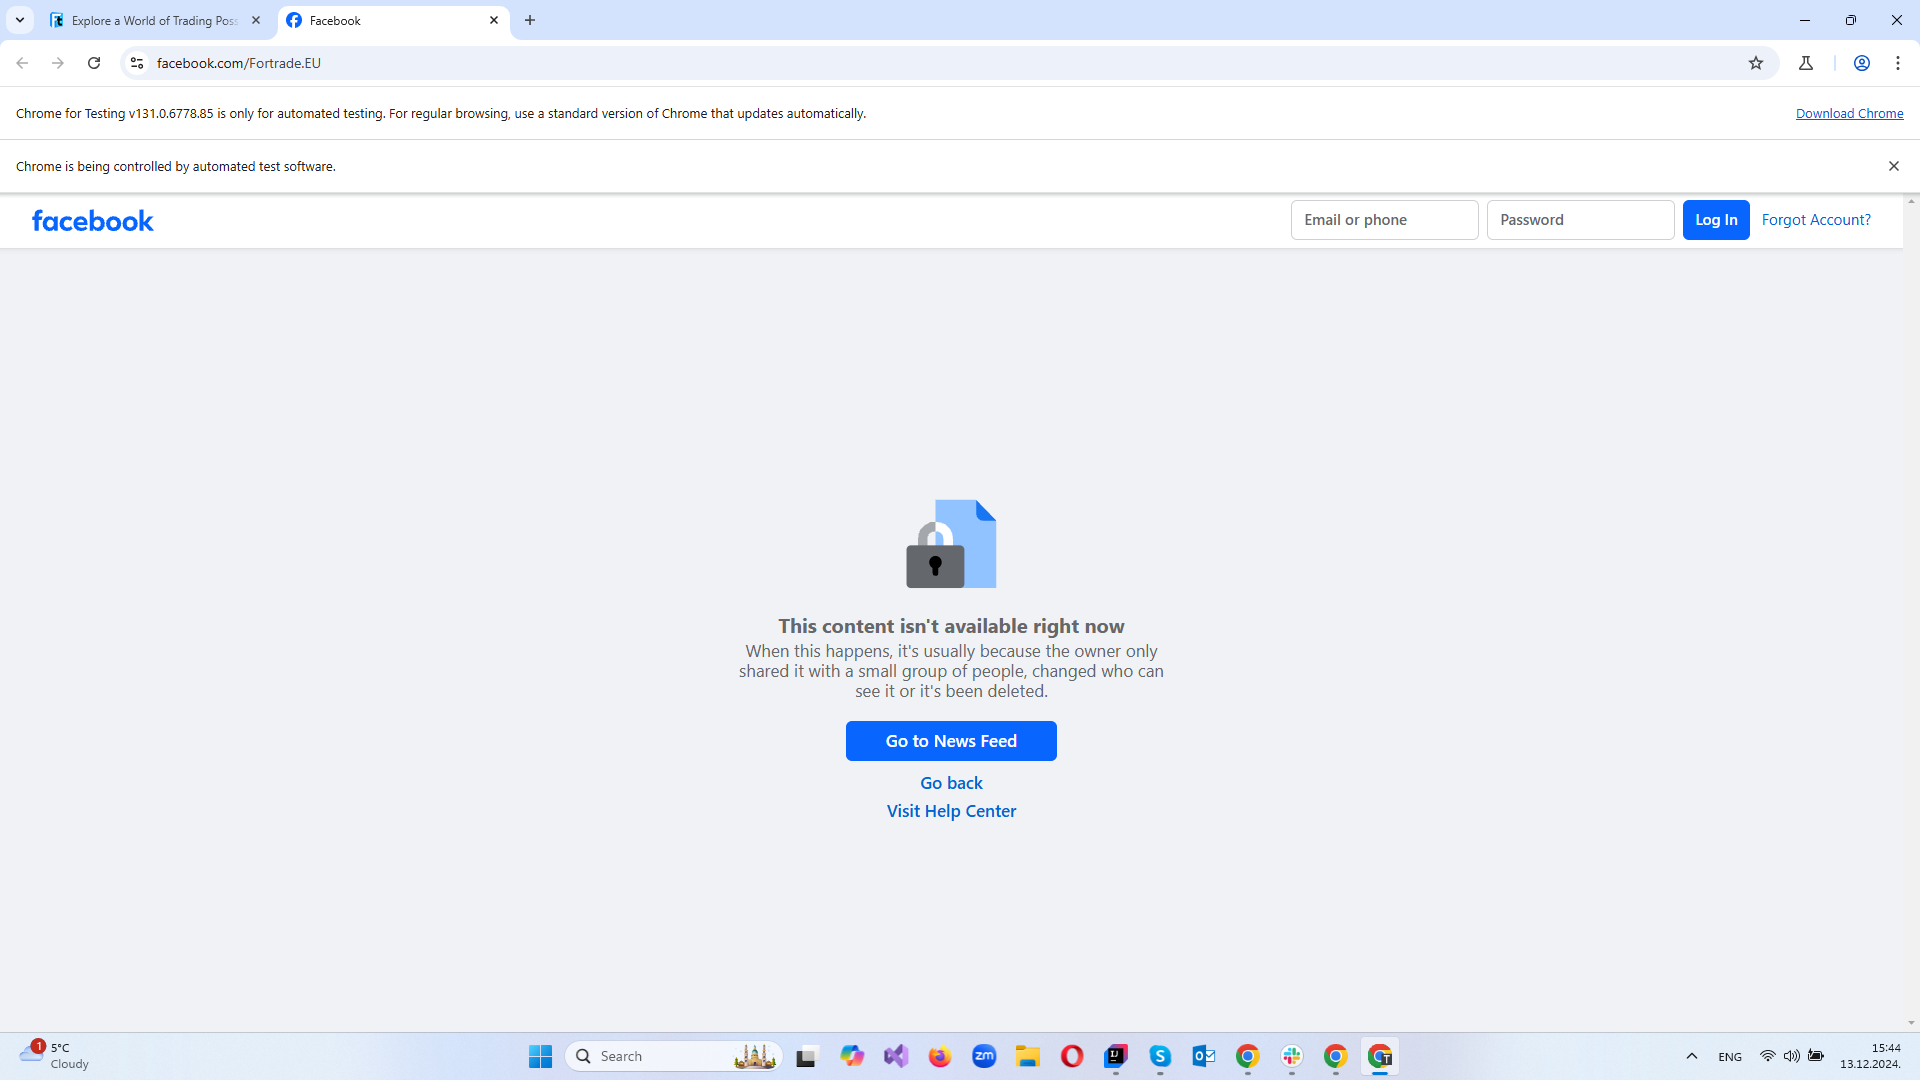 Explore a World of Trading Poss
Facebook
facebook.com/Fortrade.EU
Chrome for Testing v131.0.6778.85 is only for automated testing. For regular browsing, use a standard version of Chrome that updates automatically.
Download Chrome
Chrome is being controlled by automated test software.
facebook
Email or phone
Password
Log In
Forgot Account?
This content isn't available right now
When this happens, it's usually because the owner only
shared it with a small group of people, changed who can
see it or it's been deleted.
Go to News Feed
Go back
Visit Help Center
1
5°C
Cloudy
Search
zm
IJ
S
T
ENG
15:44
13.12.2024.